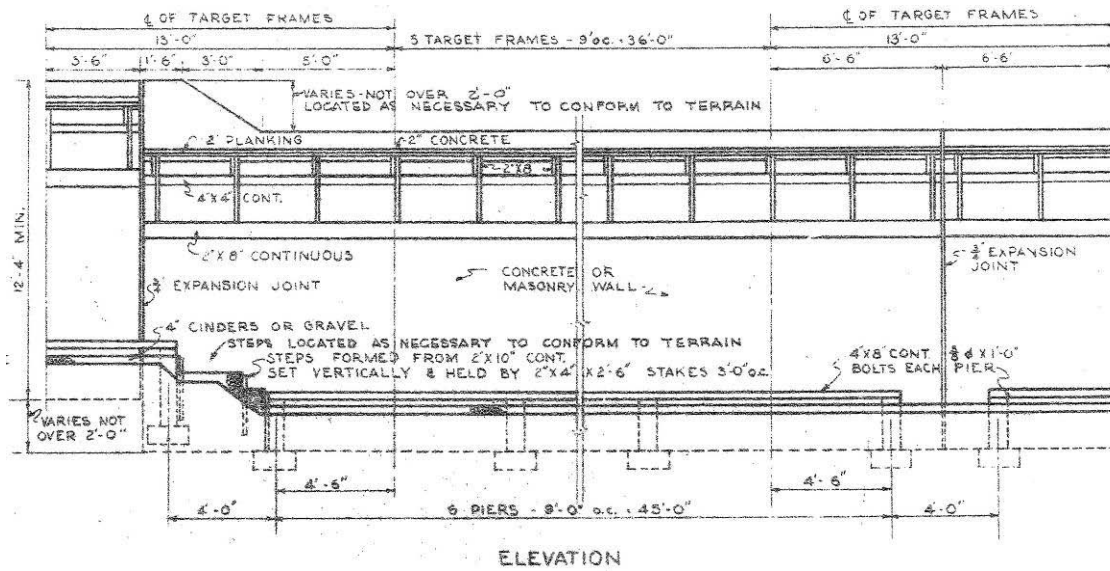 ℄ OF TARGET FRAMES
℄ OF TARGET FRAMES
13'-0"
5 TARGET FRAMES - 9' o.c. = 36'-0"
13'-0"
3'-6"
1'-6"
3'-0"
5'-0"
6'-6"
6'-6"
VARIES-NOT OVER 2'-0"
LOCATED AS NECESSARY TO CONFORM TO TERRAIN
2" PLANKING
2" CONCRETE
2"X8"
4"X4" CONT.
12'-4" MIN.
2"X8" CONTINUOUS
CONCRETE OR
MASONRY WALL
3/4" EXPANSION
JOINT
3/4" EXPANSION JOINT
4" CINDERS OR GRAVEL
STEPS LOCATED AS NECESSARY TO CONFORM TO TERRAIN
STEPS FORMED FROM 2"X10" CONT.
SET VERTICALLY & HELD BY 2"X4"X2'-6" STAKES 3'-0" o.c.
4"X8" CONT. ⅝" ⌀ X 1'-0"
BOLTS EACH PIER
VARIES NOT
OVER 2'-0"
4'-6"
4'-6"
4'-0"
6 PIERS - 9'-0" o.c. = 45'-0"
4'-0"
ELEVATION